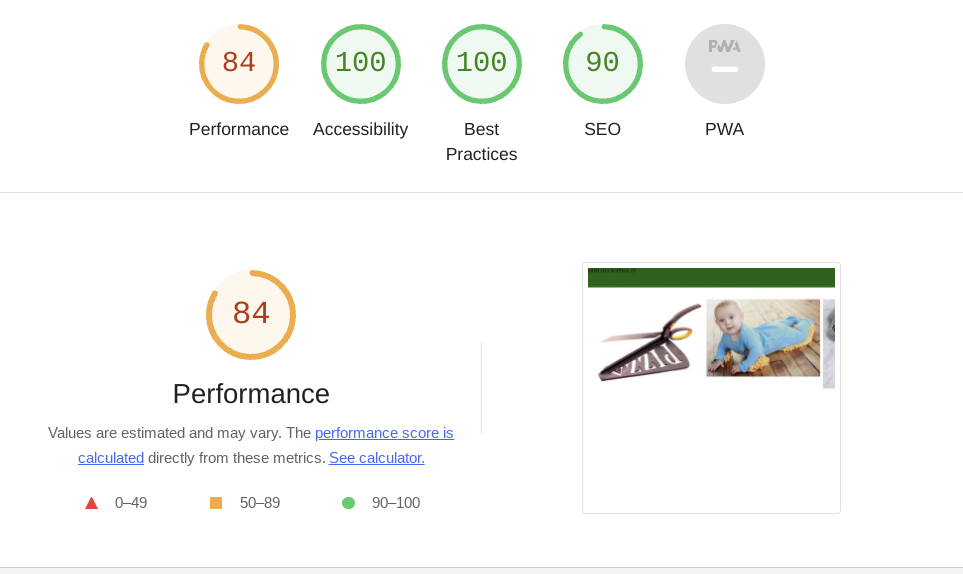 84
100
100
90
PWA
Performance
Accessibility
Best
Practices
SEO
PWA
84
Performance
Values are estimated and may vary. The performance score is
calculated directly from these metrics. See calculator.
0–49
50–89
90–100
PIZZA